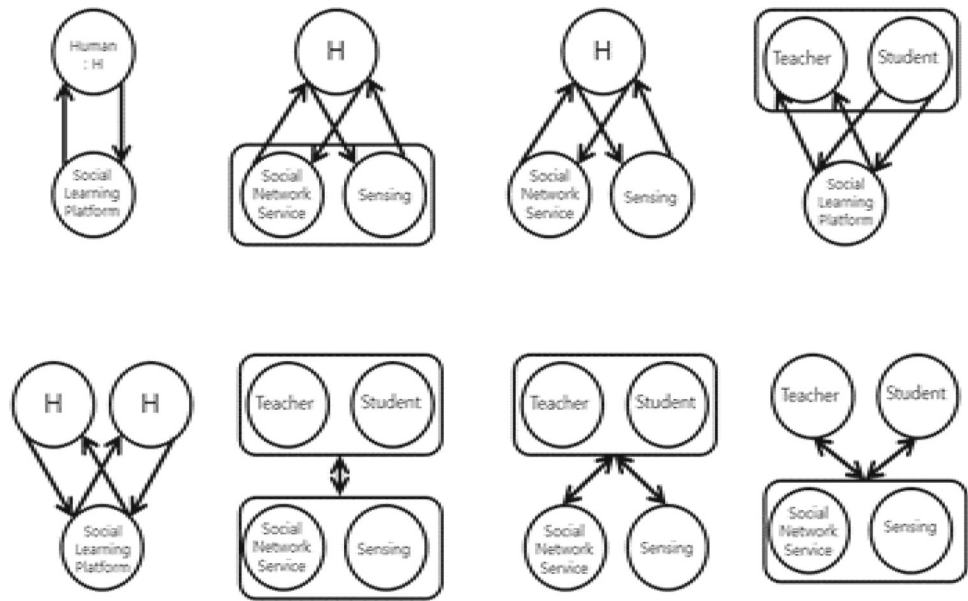 Human
: H
Social
Learning
Platform
H
Social
Network
Service
Sensing
H
Social
Network
Service
Sensing
Teacher
Student
Social
Learning
Platform
H
H
Social
Learning
Platform
Teacher
Student
Social
Network
Service
Sensing
Teacher
Student
Social
Network
Service
Sensing
Teacher
Student
Social
Network
Service
Sensing